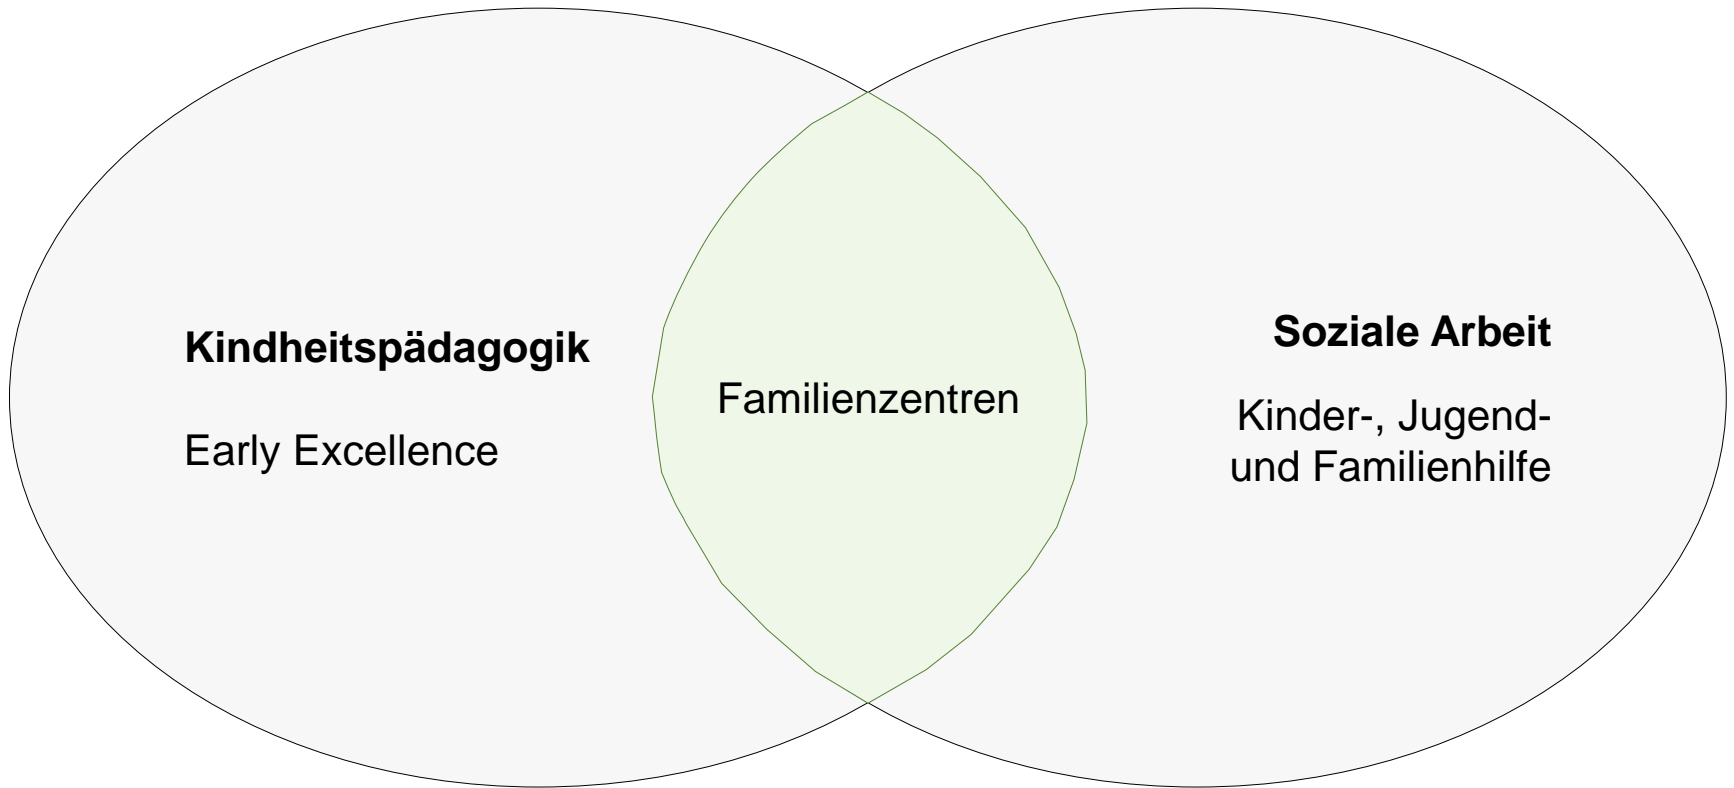 Kindheitspädagogik
Early Excellence
Familienzentren
Soziale Arbeit
Kinder-, Jugend-
und Familienhilfe